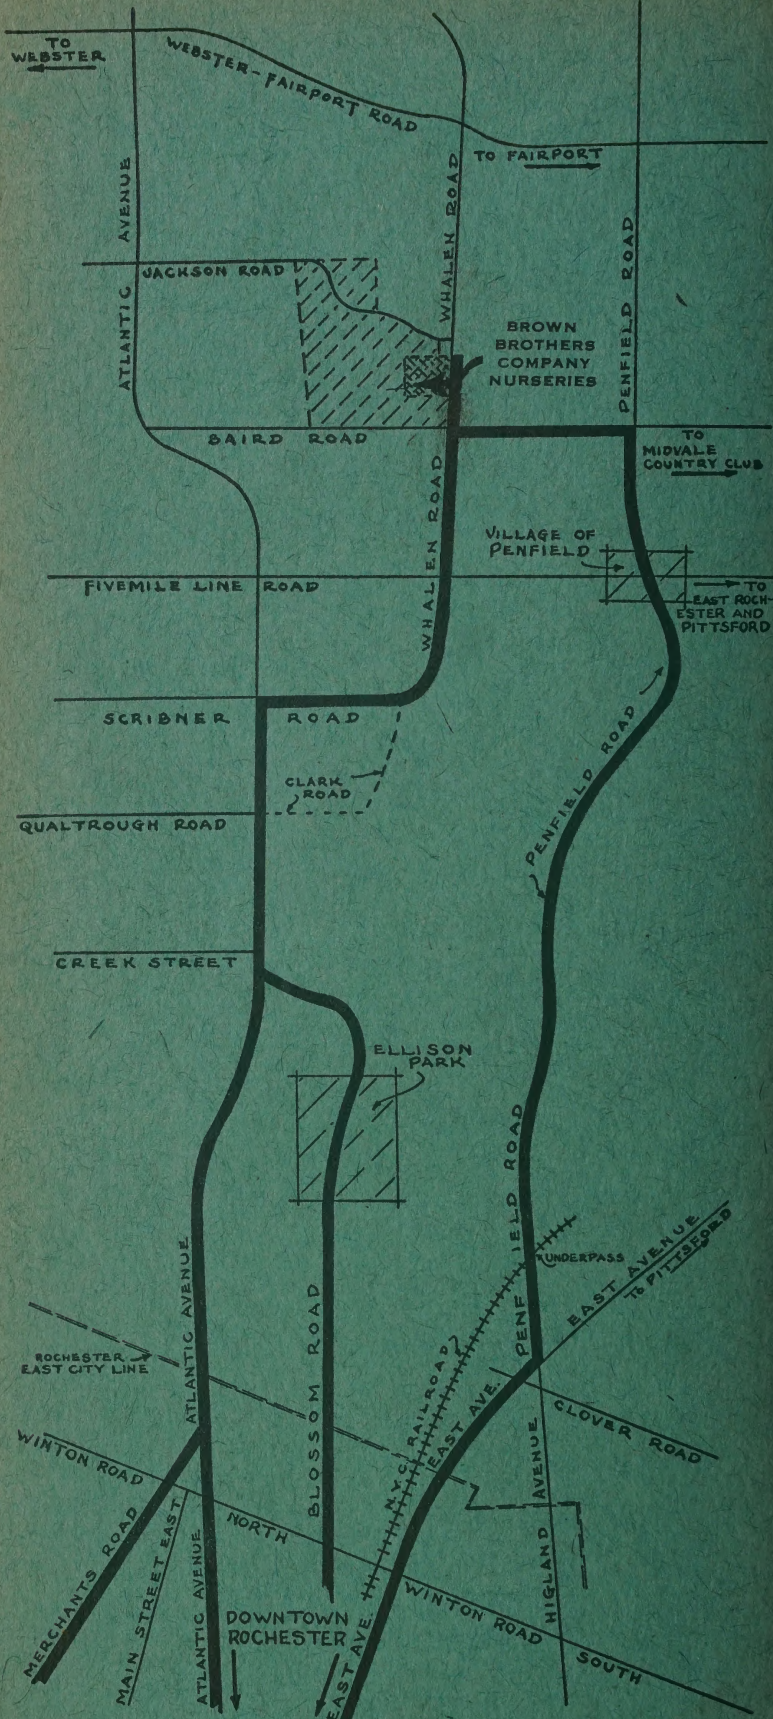 TO
WEBSTER
WEBSTER-FAIRPORT ROAD
TO FAIRPORT
ATLANTIC AVENUE
WHALEN ROAD
PENFIELD ROAD
JACKSON ROAD
BROWN
BROTHERS
COMPANY
NURSERIES
BAIRD ROAD
TO
MIDVALE
COUNTRY CLUB
WHALEN ROAD
VILLAGE OF
PENFIELD
FIVEMILE LINE ROAD
TO
EAST ROCH-
ESTER AND
PITTSFORD
SCRIBNER ROAD
CLARK
ROAD
PENFIELD ROAD
QUALTROUGH ROAD
CREEK STREET
ELLISON
PARK
PENFIELD ROAD
UNDERPASS
EAST AVENUE
TO PITTSFORD
ATLANTIC AVENUE
BLOSSOM ROAD
ROCHESTER
EAST CITY LINE
N.Y.C. RAILROAD
EAST AVE.
CLOVER ROAD
WINTON ROAD NORTH
HIGLAND AVENUE
MERCHANTS ROAD
MAIN STREET EAST
ATLANTIC AVENUE
DOWNTOWN
ROCHESTER
EAST AVE.
WINTON ROAD SOUTH